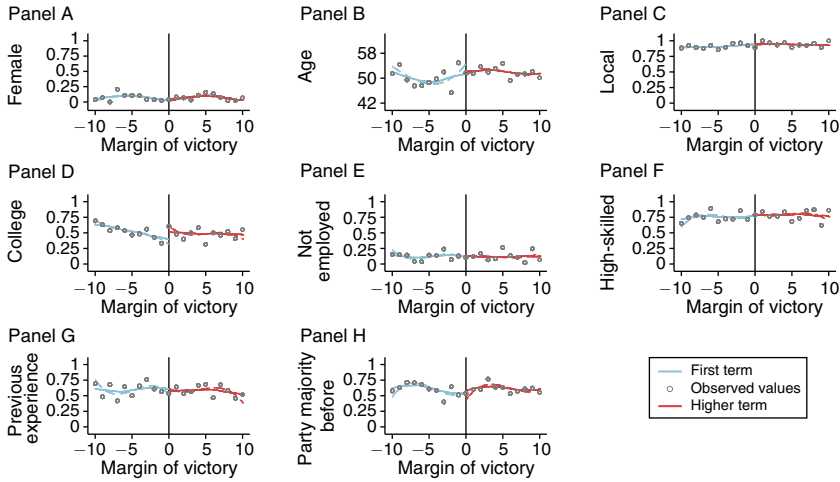 Panel A
Female
1
0.75
0.5
0.25
0
−10 −5 0 5 10
Margin of victory
Panel B
Age
58
50
42
−10 −5 0 5 10
Margin of victory
Panel C
Local
1
0.75
0.5
0.25
0
−10 −5 0 5 10
Margin of victory
Panel D
College
1
0.75
0.5
0.25
0
−10 −5 0 5 10
Margin of victory
Panel E
Not
employed
1
0.75
0.5
0.25
0
−10 −5 0 5 10
Margin of victory
Panel F
High-skilled
1
0.75
0.5
0.25
0
−10 −5 0 5 10
Margin of victory
Panel G
Previous
experience
1
0.75
0.5
0.25
0
−10 −5 0 5 10
Margin of victory
Panel H
Party majority
before
1
0.75
0.5
0.25
0
−10 −5 0 5 10
Margin of victory
First term
Observed values
Higher term